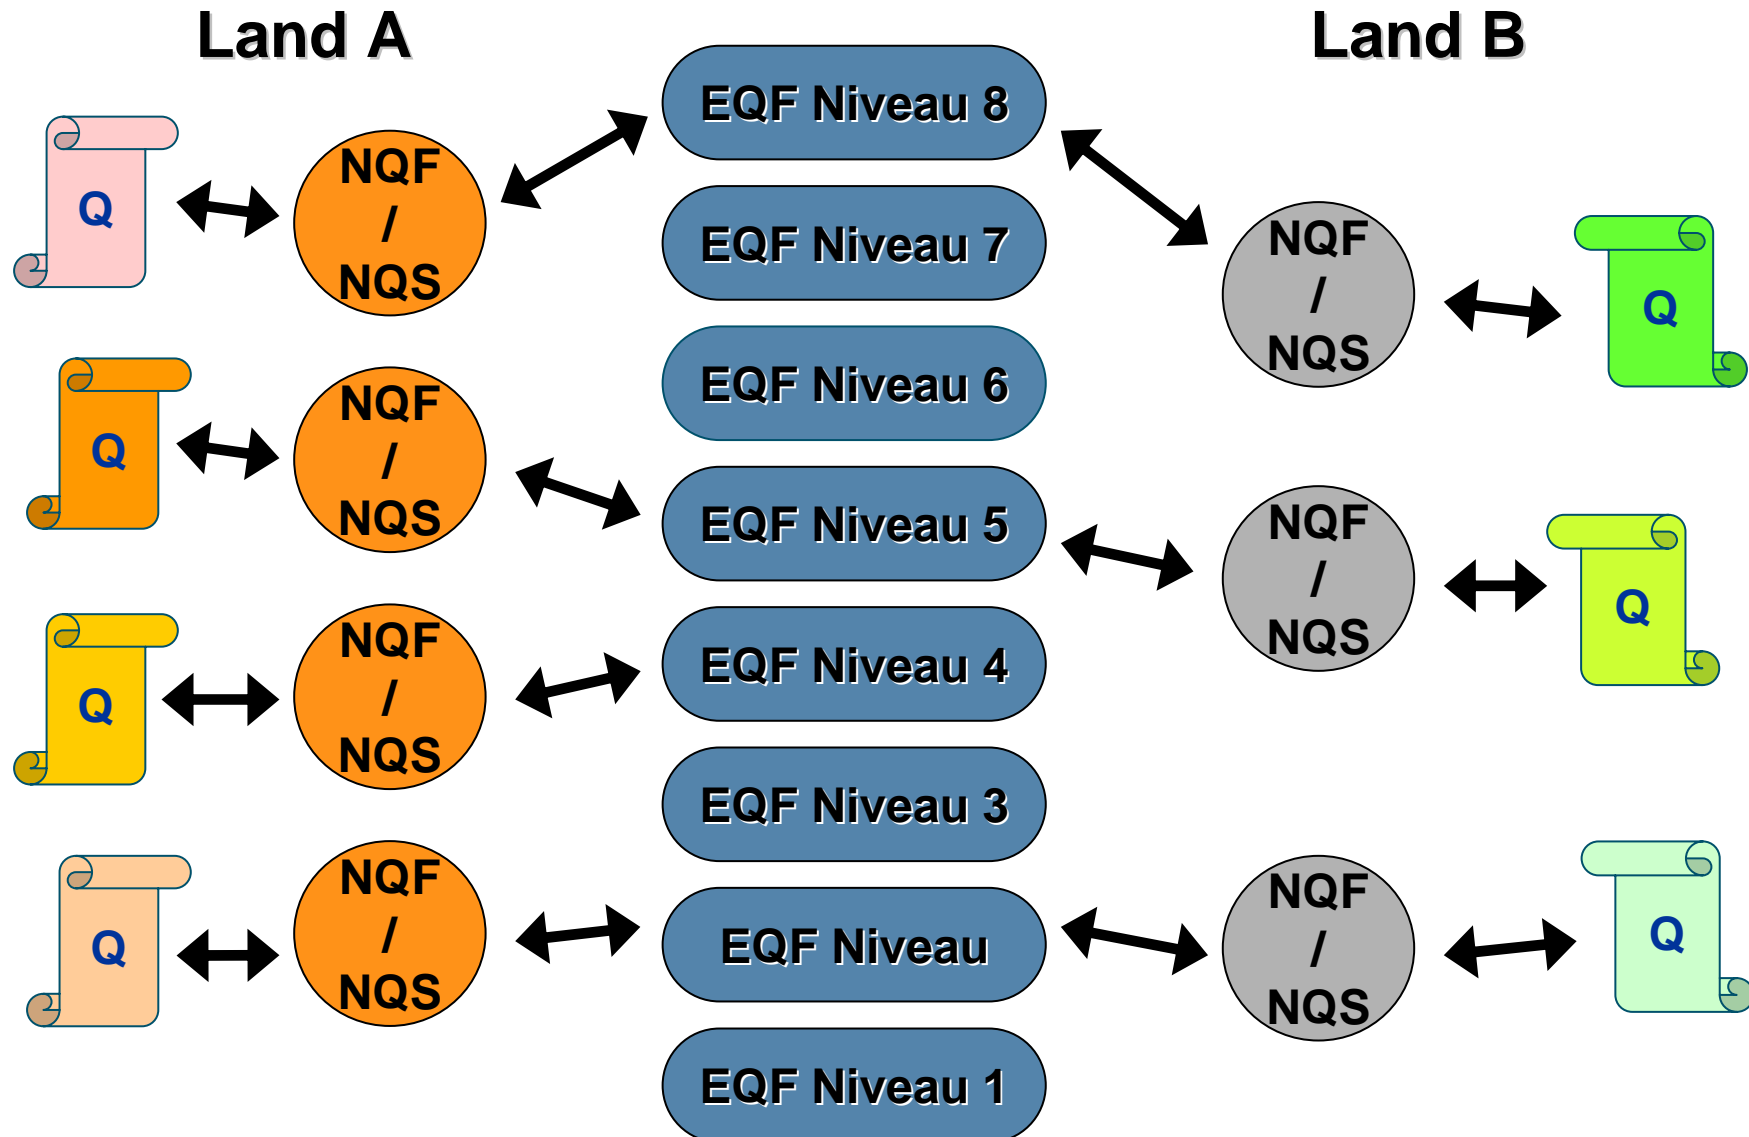 Land A
Land B
EQF Niveau 8
EQF Niveau 7
EQF Niveau 6
EQF Niveau 5
EQF Niveau 4
EQF Niveau 3
EQF Niveau
EQF Niveau 1
Q
NQF
/
NQS
Q
NQF
/
NQS
Q
NQF
/
NQS
Q
NQF
/
NQS
NQF
/
NQS
Q
NQF
/
NQS
Q
NQF
/
NQS
Q